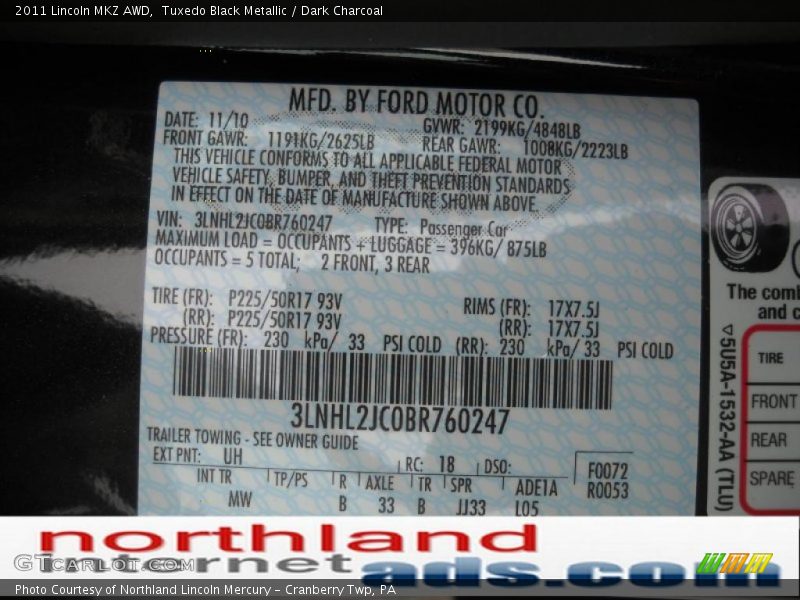 2011 Lincoln MKZ AWD,  Tuxedo Black Metallic / Dark Charcoal
MFD. BY FORD MOTOR CO.
DATE: 11/10 GVWR: 2199KG/4848LB
FRONT GAWR: 1191KG/2625LB REAR GAWR: 1008KG/2223LB
THIS VEHICLE CONFORMS TO ALL APPLICABLE FEDERAL MOTOR
VEHICLE SAFETY, BUMPER, AND THEFT PREVENTION STANDARDS
IN EFFECT ON THE DATE OF MANUFACTURE SHOWN ABOVE.
VIN: 3LNHL2JC0BR760247 TYPE: Passenger Car
MAXIMUM LOAD = OCCUPANTS + LUGGAGE = 396KG/ 875LB
OCCUPANTS = 5 TOTAL; 2 FRONT, 3 REAR
TIRE (FR): P225/50R17 93V RIMS (FR): 17X7.5J
(RR): P225/50R17 93V (RR): 17X7.5J
PRESSURE (FR): 230 kPa/ 33 PSI COLD (RR): 230 kPa/ 33 PSI COLD
3LNHL2JC0BR760247
TRAILER TOWING - SEE OWNER GUIDE
EXT PNT: UH RC: 18 DSO: F0072
INT TR TP/PS R AXLE TR SPR ADE1A R0053
MW B 33 B JJ33 L05
The comb
and c
TIRE
FRONT
REAR
SPARE
5U5A-1532-AA (TLU)
northland
internet
ads.com
GTCarLot.com
Photo Courtesy of Northland Lincoln Mercury – Cranberry Twp, PA